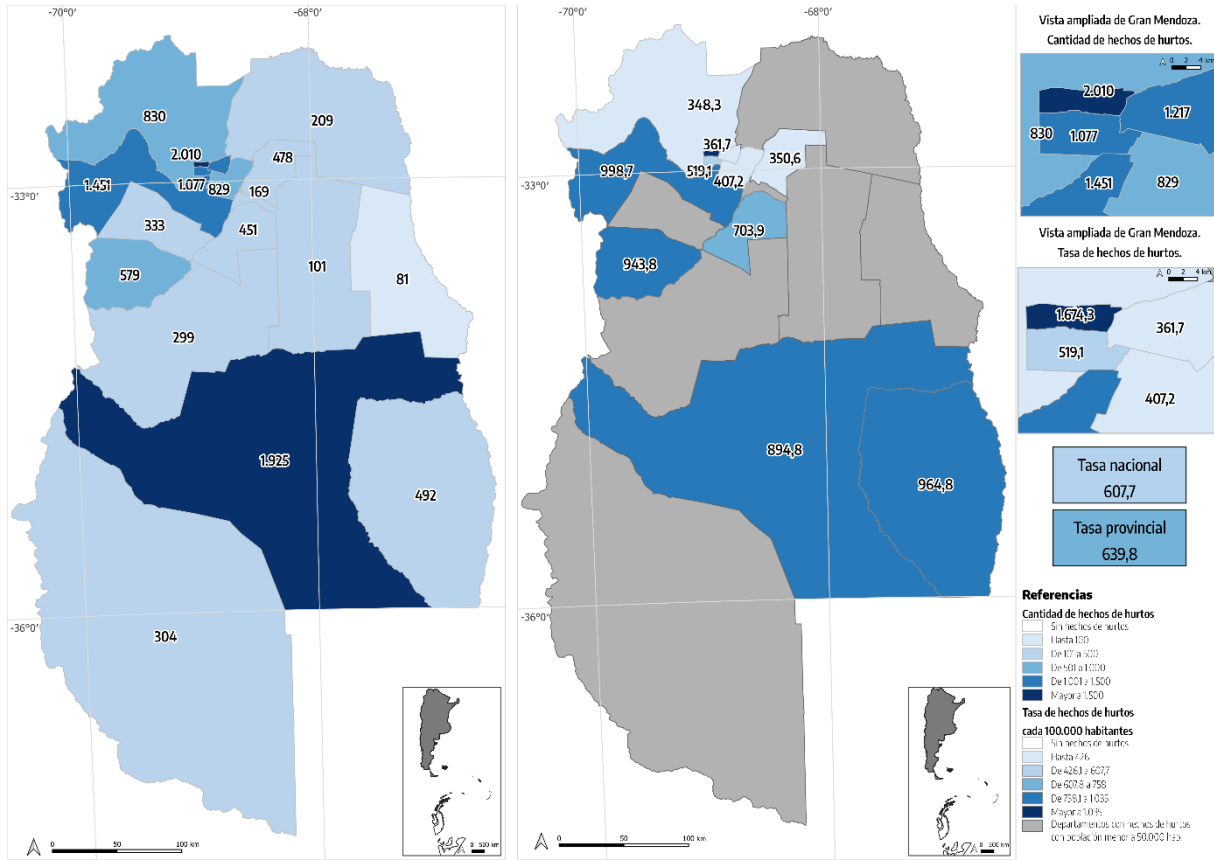 -70°0'
-68°0'
830
209
2.010
478
-33°0'
1.451
1.077
829
169
333
451
579
101
81
299
1.925
492
-36°0'
304
0 50 100 km
0 500 km
-70°0'
-68°0'
348,3
361,7
350,6
-33°0'
998,7
519,1
407,2
703,9
943,8
894,8
964,8
-36°0'
0 50 100 km
0 500 km
Vista ampliada de Gran Mendoza.
Cantidad de hechos de hurtos.
0 2 4 km
2.010
1.217
830
1.077
1.451
829
Vista ampliada de Gran Mendoza.
Tasa de hechos de hurtos.
0 2 4 km
1.674,3
361,7
519,1
407,2
Tasa nacional
607,7
Tasa provincial
639,8
Referencias
Cantidad de hechos de hurtos
Sin hechos de hurtos
Hasta 100
De 101 a 500
De 501 a 1.000
De 1.001 a 1.500
Mayor a 1.500
Tasa de hechos de hurtos
cada 100.000 habitantes
Sin hechos de hurtos
Hasta 426
De 426,1 a 607,7
De 607,8 a 758
De 758,1 a 1.035
Mayor a 1.035
Departamentos con hechos de hurtos
con población menor a 50.000 hab.